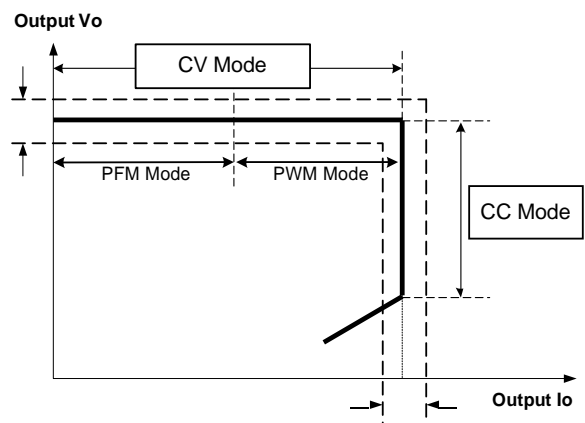 Output Vo
CV Mode
PFM Mode
PWM Mode
CC Mode
Output Io